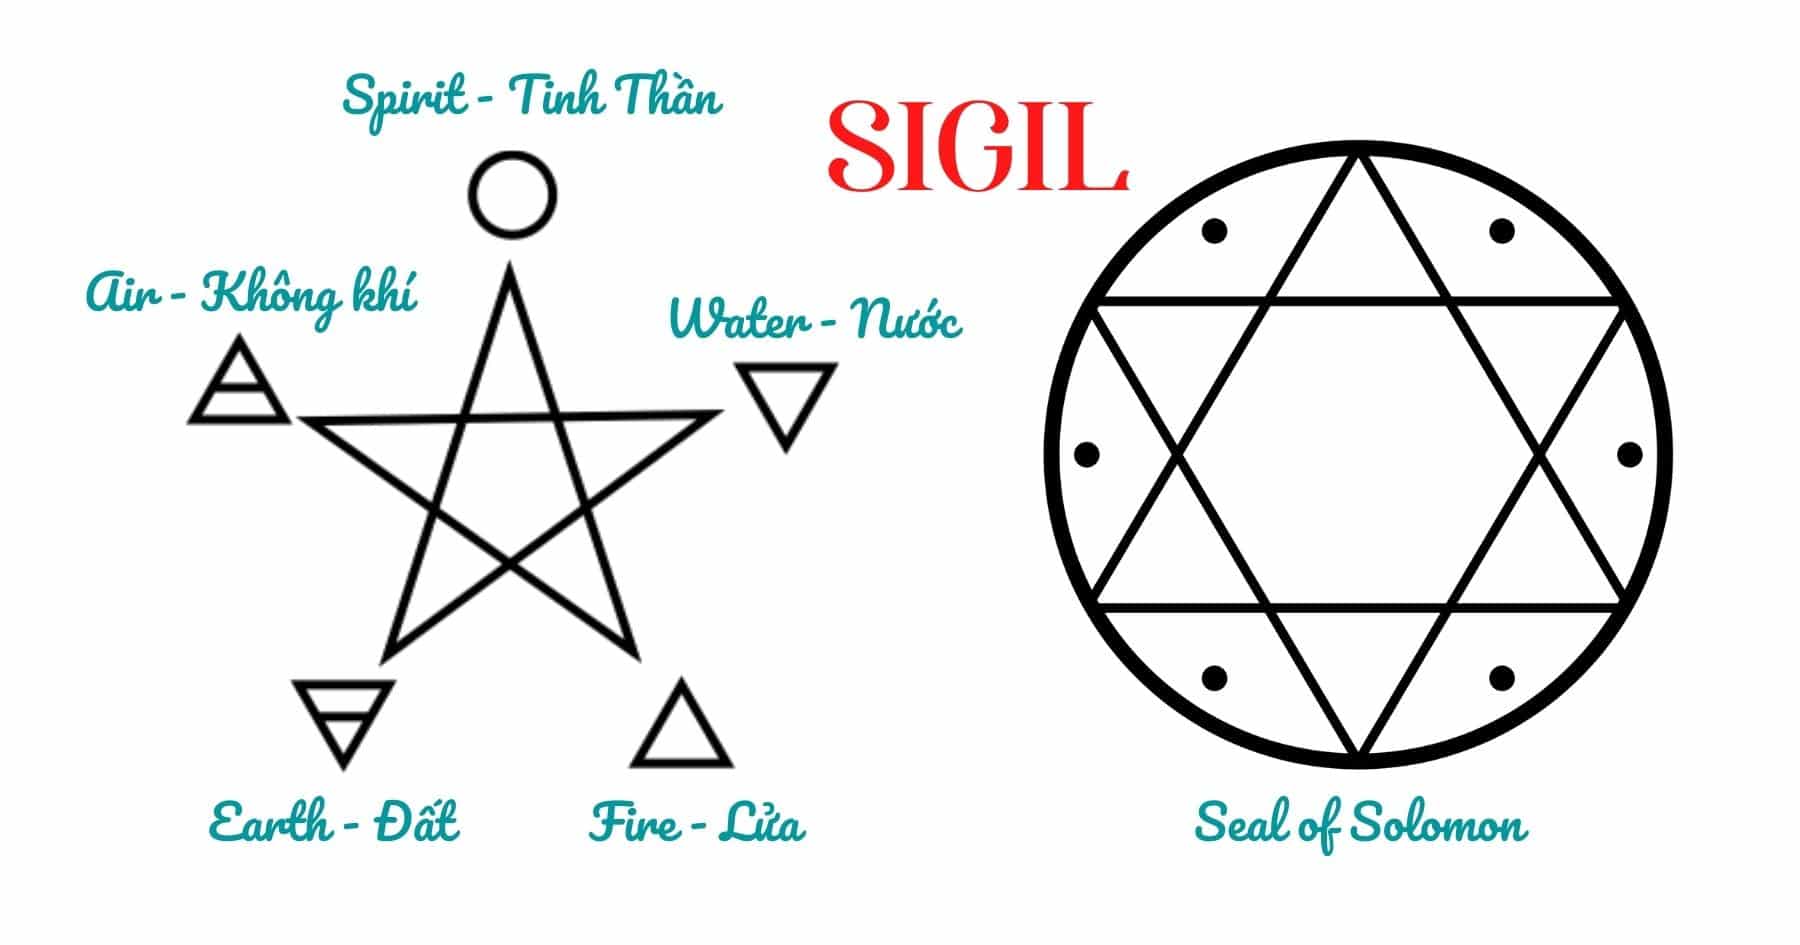 Spirit - Tinh Thần
SIGIL
Air - Không khí
Water - Nước
Earth - Đất
Fire - Lửa
Seal of Solomon